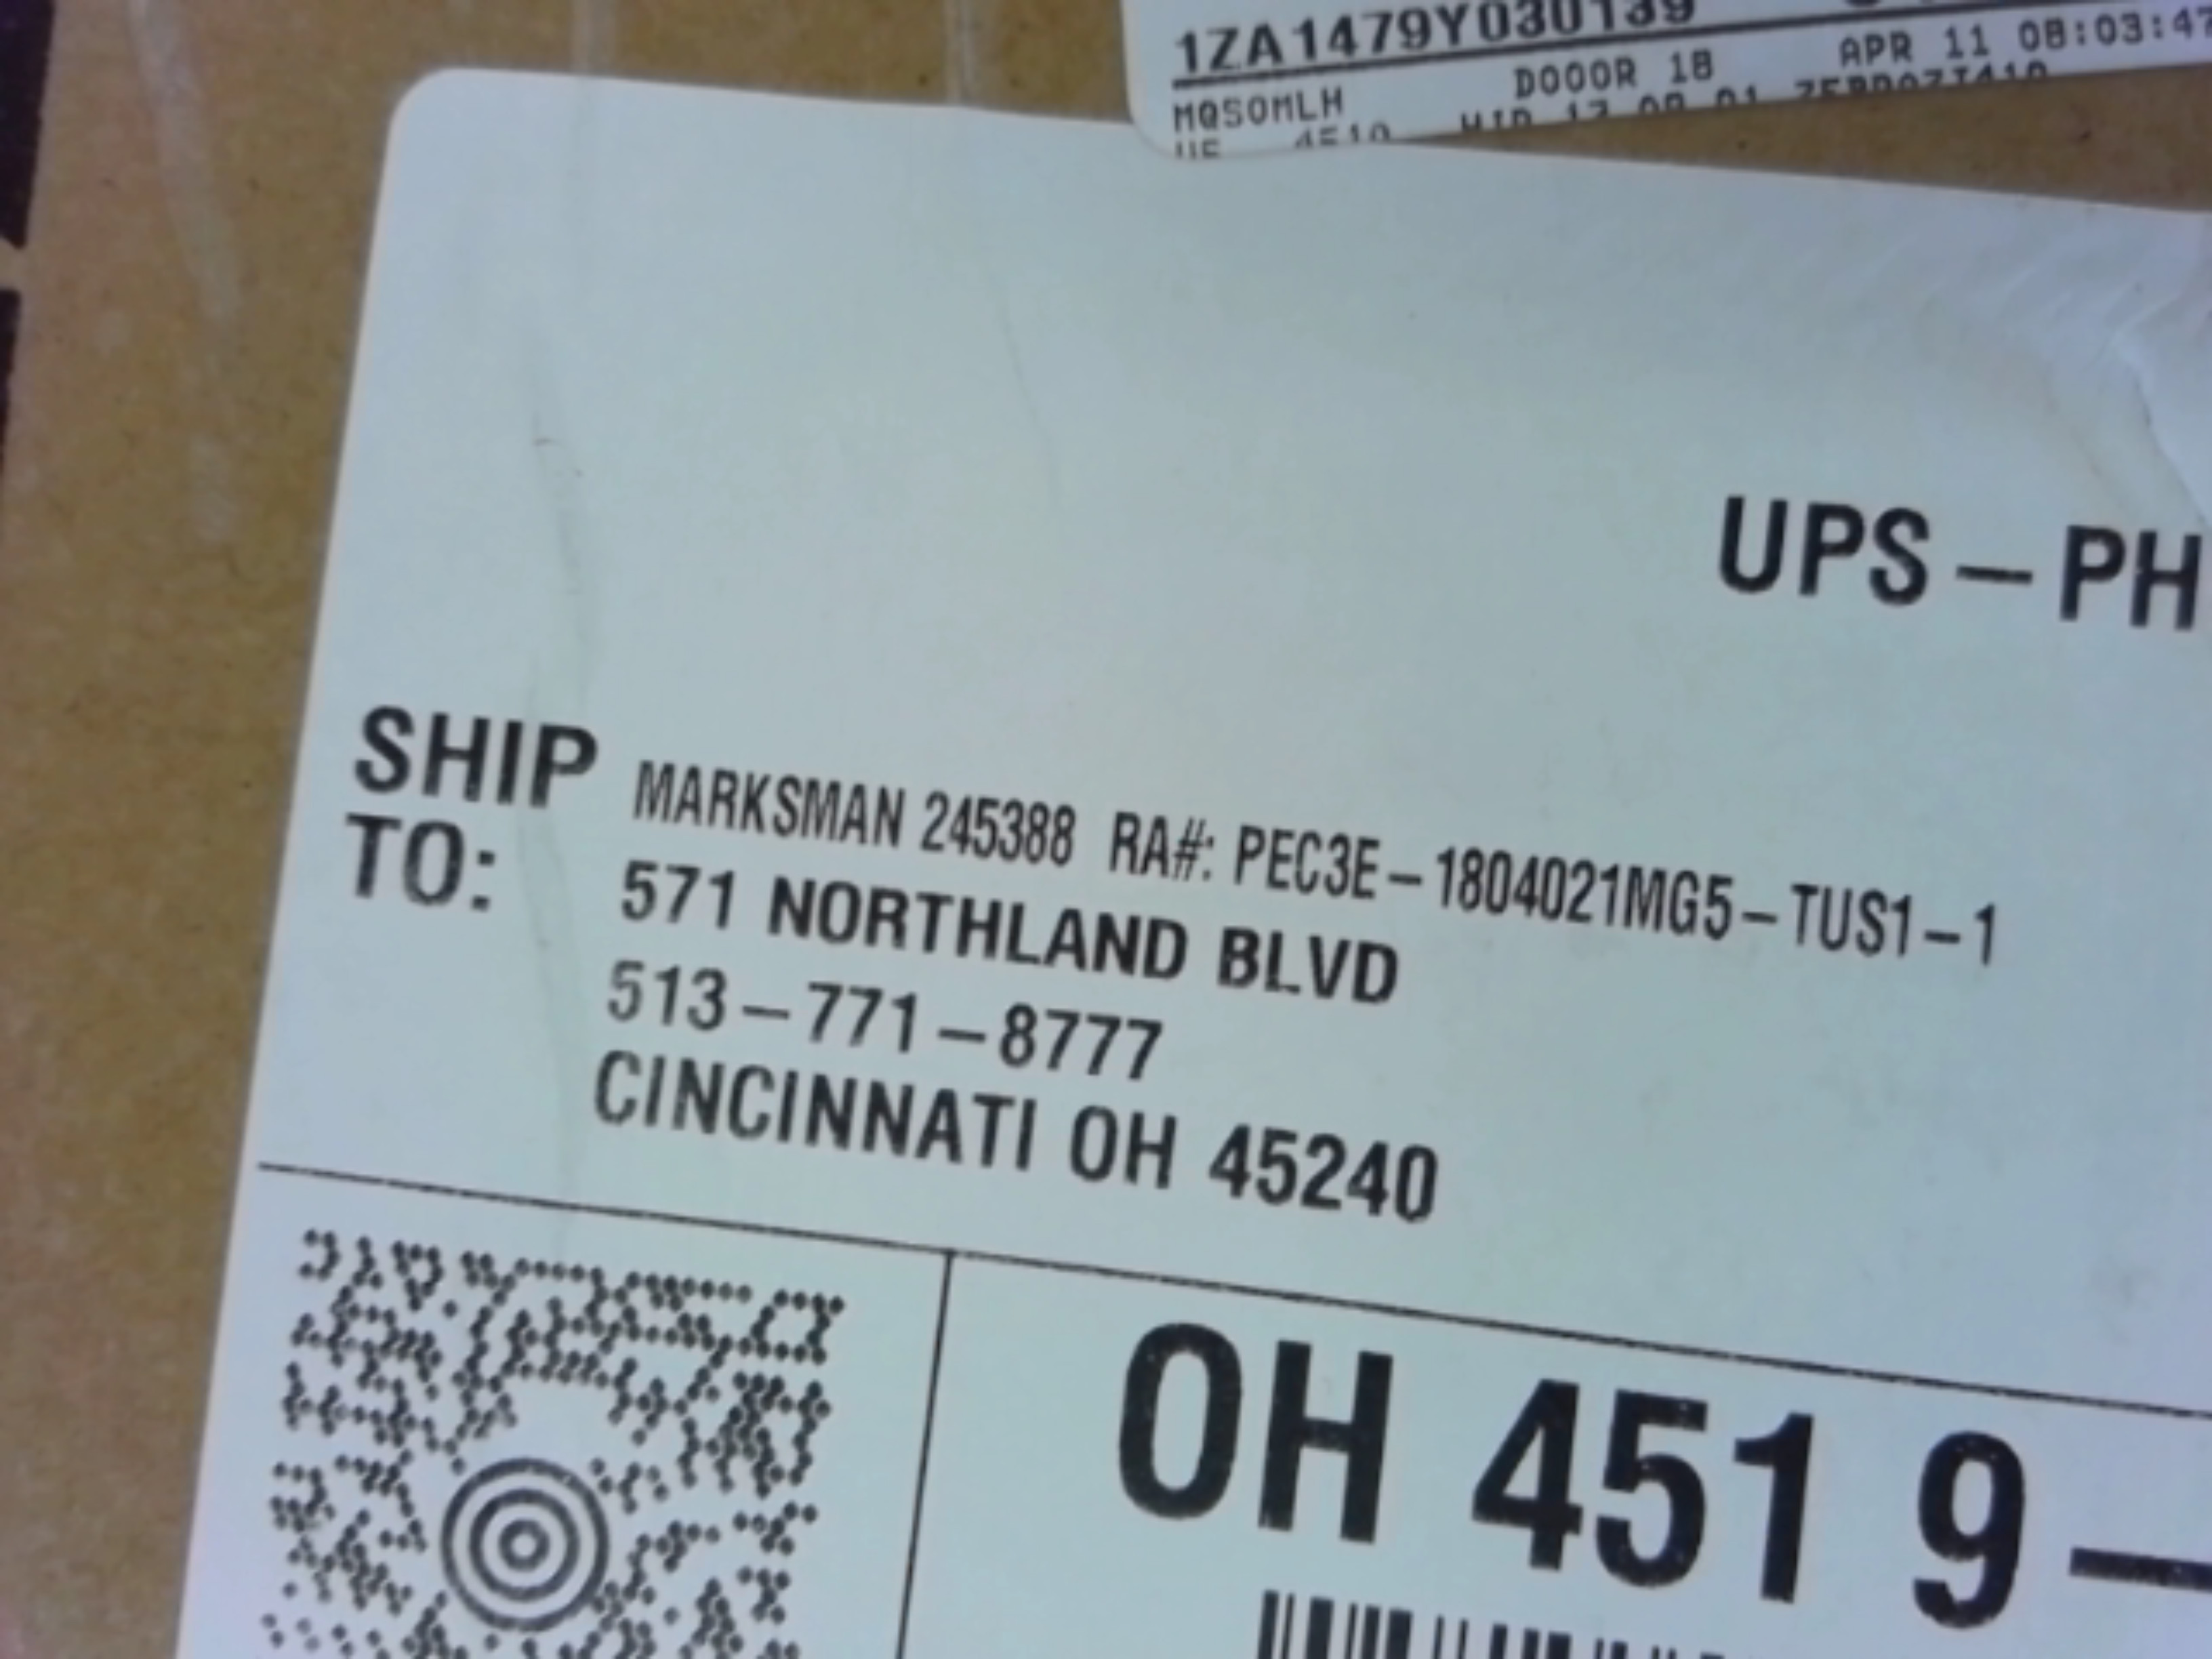 1ZA1479Y030139
DOOOR 18 APR 11 08:03:47
MQSOMLH
UPS – PH
SHIP TO:
MARKSMAN 245388 RA#: PEC3E–1804021MG5–TUS1–1
571 NORTHLAND BLVD
513–771–8777
CINCINNATI OH 45240
OH 451 9–